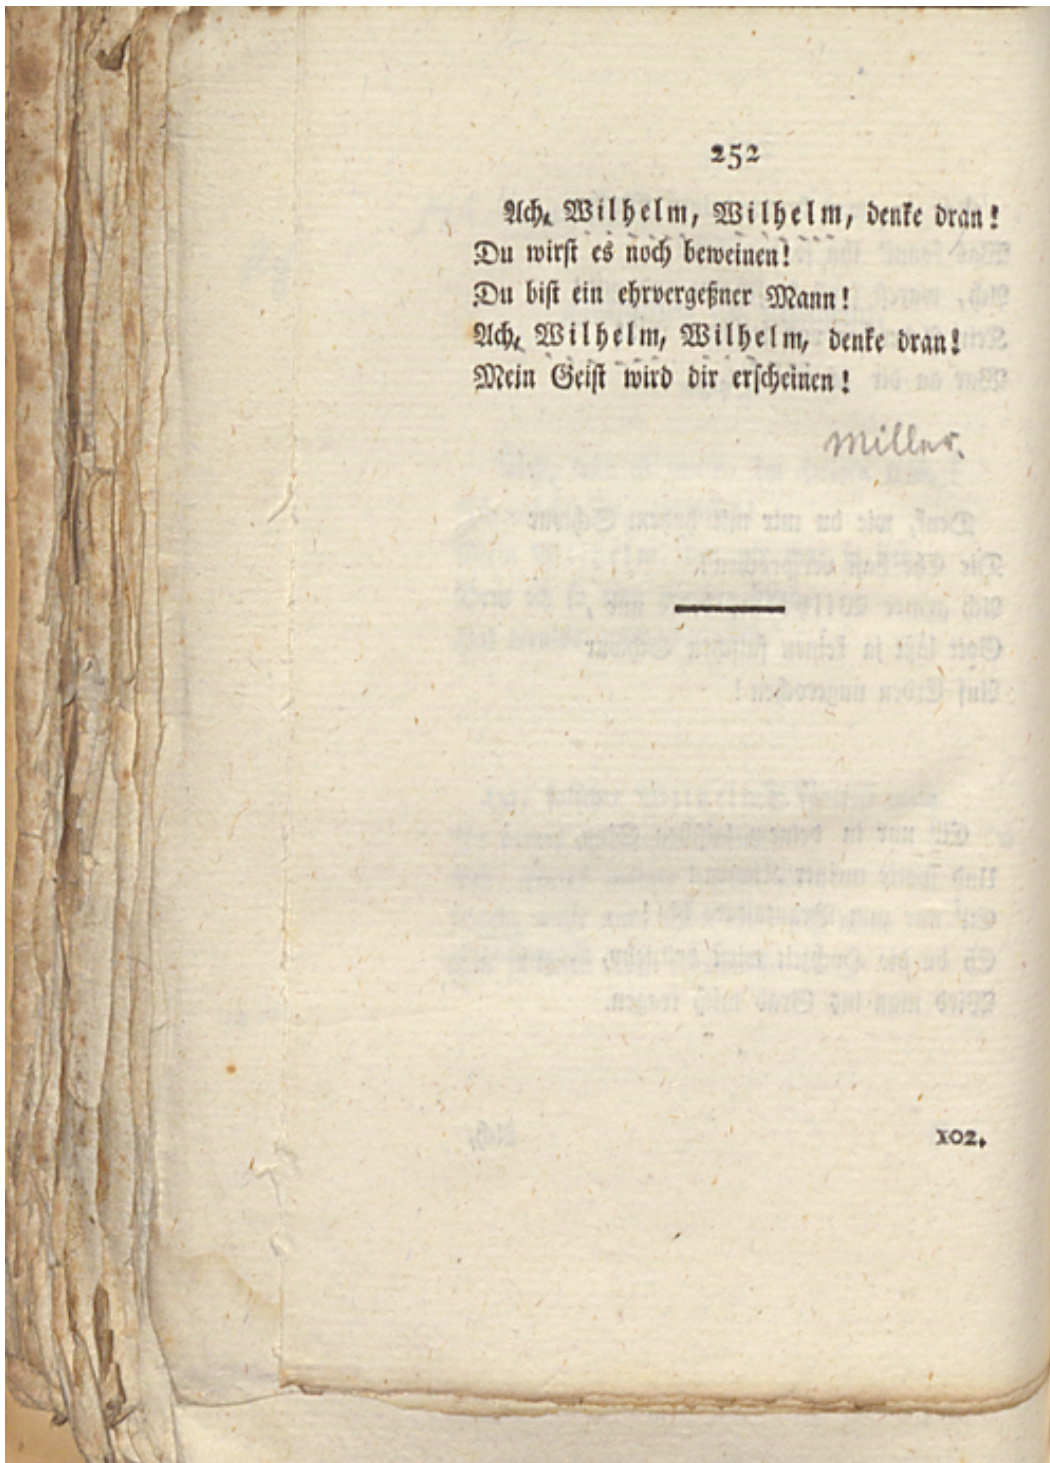 252
Ach, Wilhelm, Wilhelm, denke dran!
Du wirst es noch beweinen!
Du bist ein ehrvergeßner Mann!
Ach, Wilhelm, Wilhelm, denke dran!
Mein Geist wird dir erscheinen!
Miller.
102.